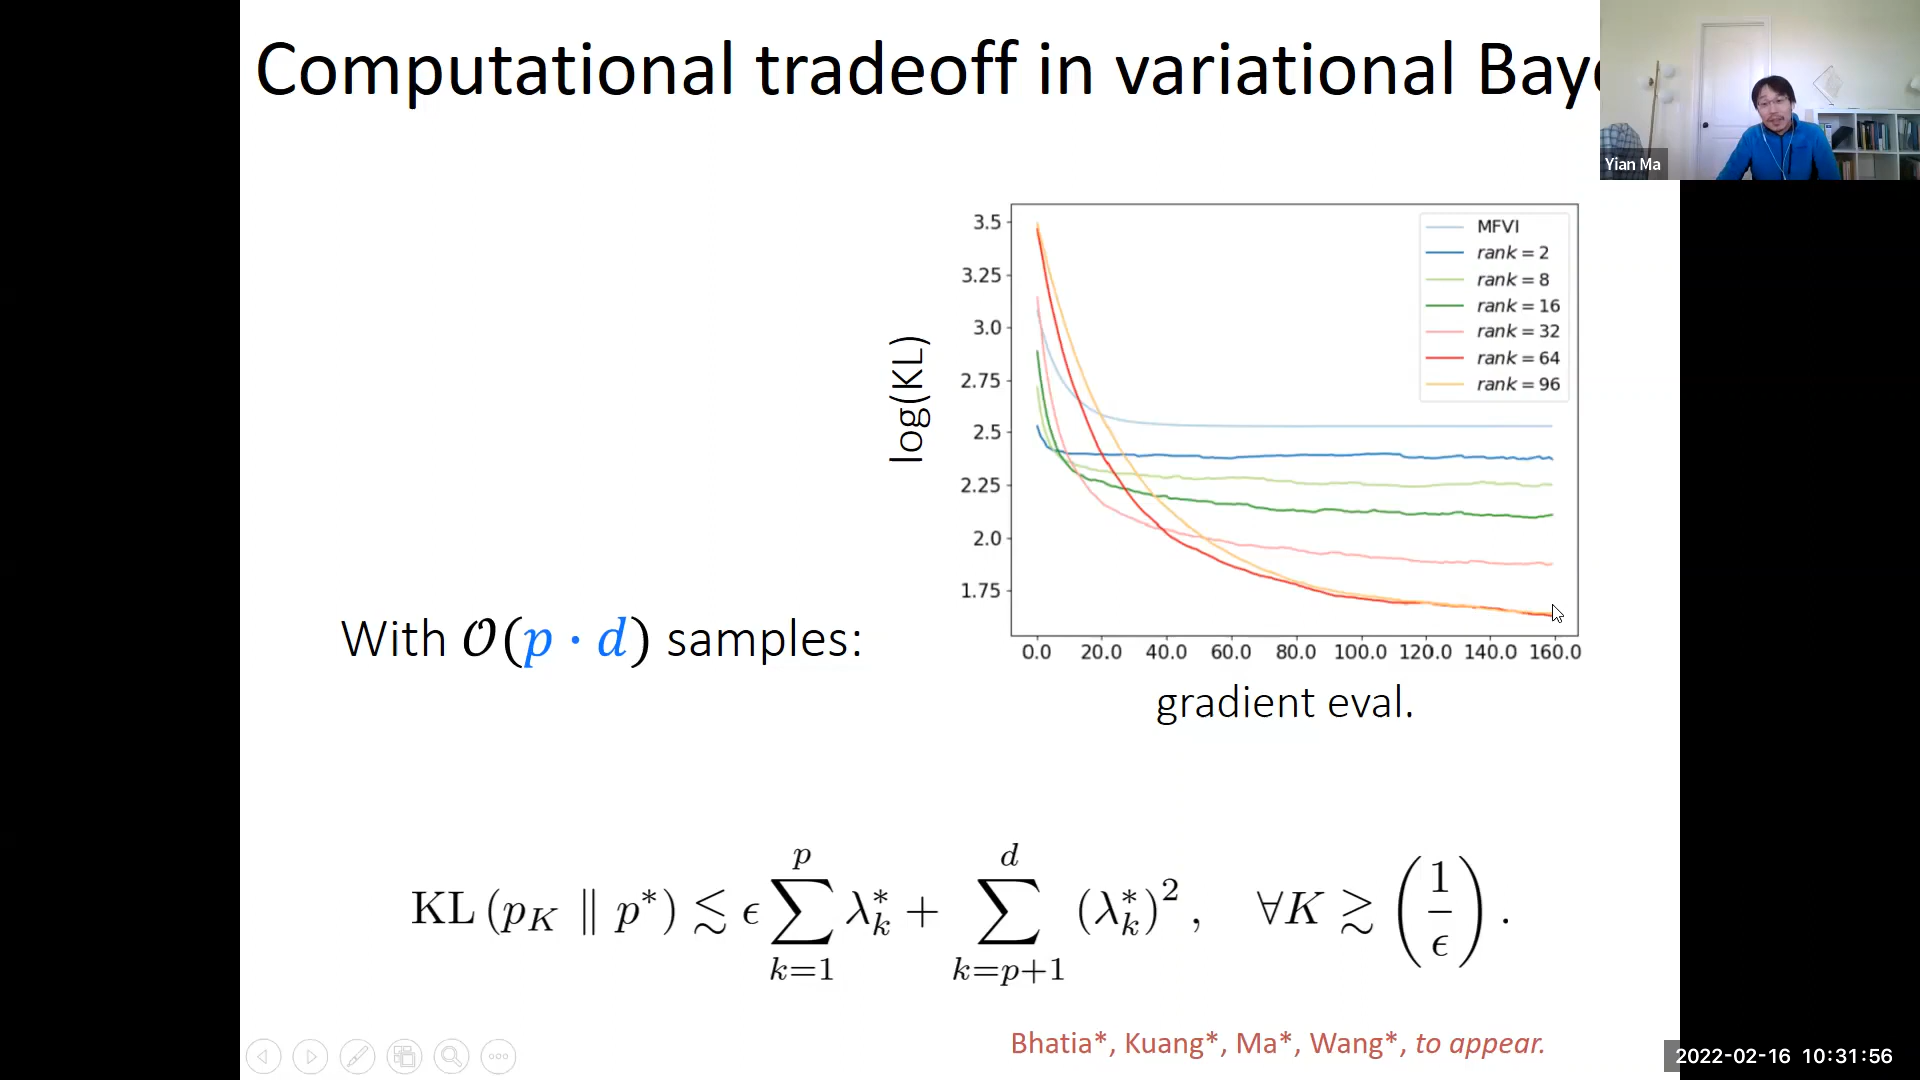 Computational tradeoff in variational Baye
Yian Ma
3.5
3.25
3.0
2.75
2.5
2.25
2.0
1.75
log(KL)
MFVI
rank = 2
rank = 8
rank = 16
rank = 32
rank = 64
rank = 96
0.0 20.0 40.0 60.0 80.0 100.0 120.0 140.0 160.0
gradient eval.
With 𝒪(p · d) samples:
KL (p_K ∥ p*) ≲ ϵ ∑_{k=1}^{p} λ_k^* + ∑_{k=p+1}^{d} (λ_k^*)^2 , ∀K ≳ (1/ϵ) .
Bhatia*, Kuang*, Ma*, Wang*, to appear.
2022-02-16 10:31:56